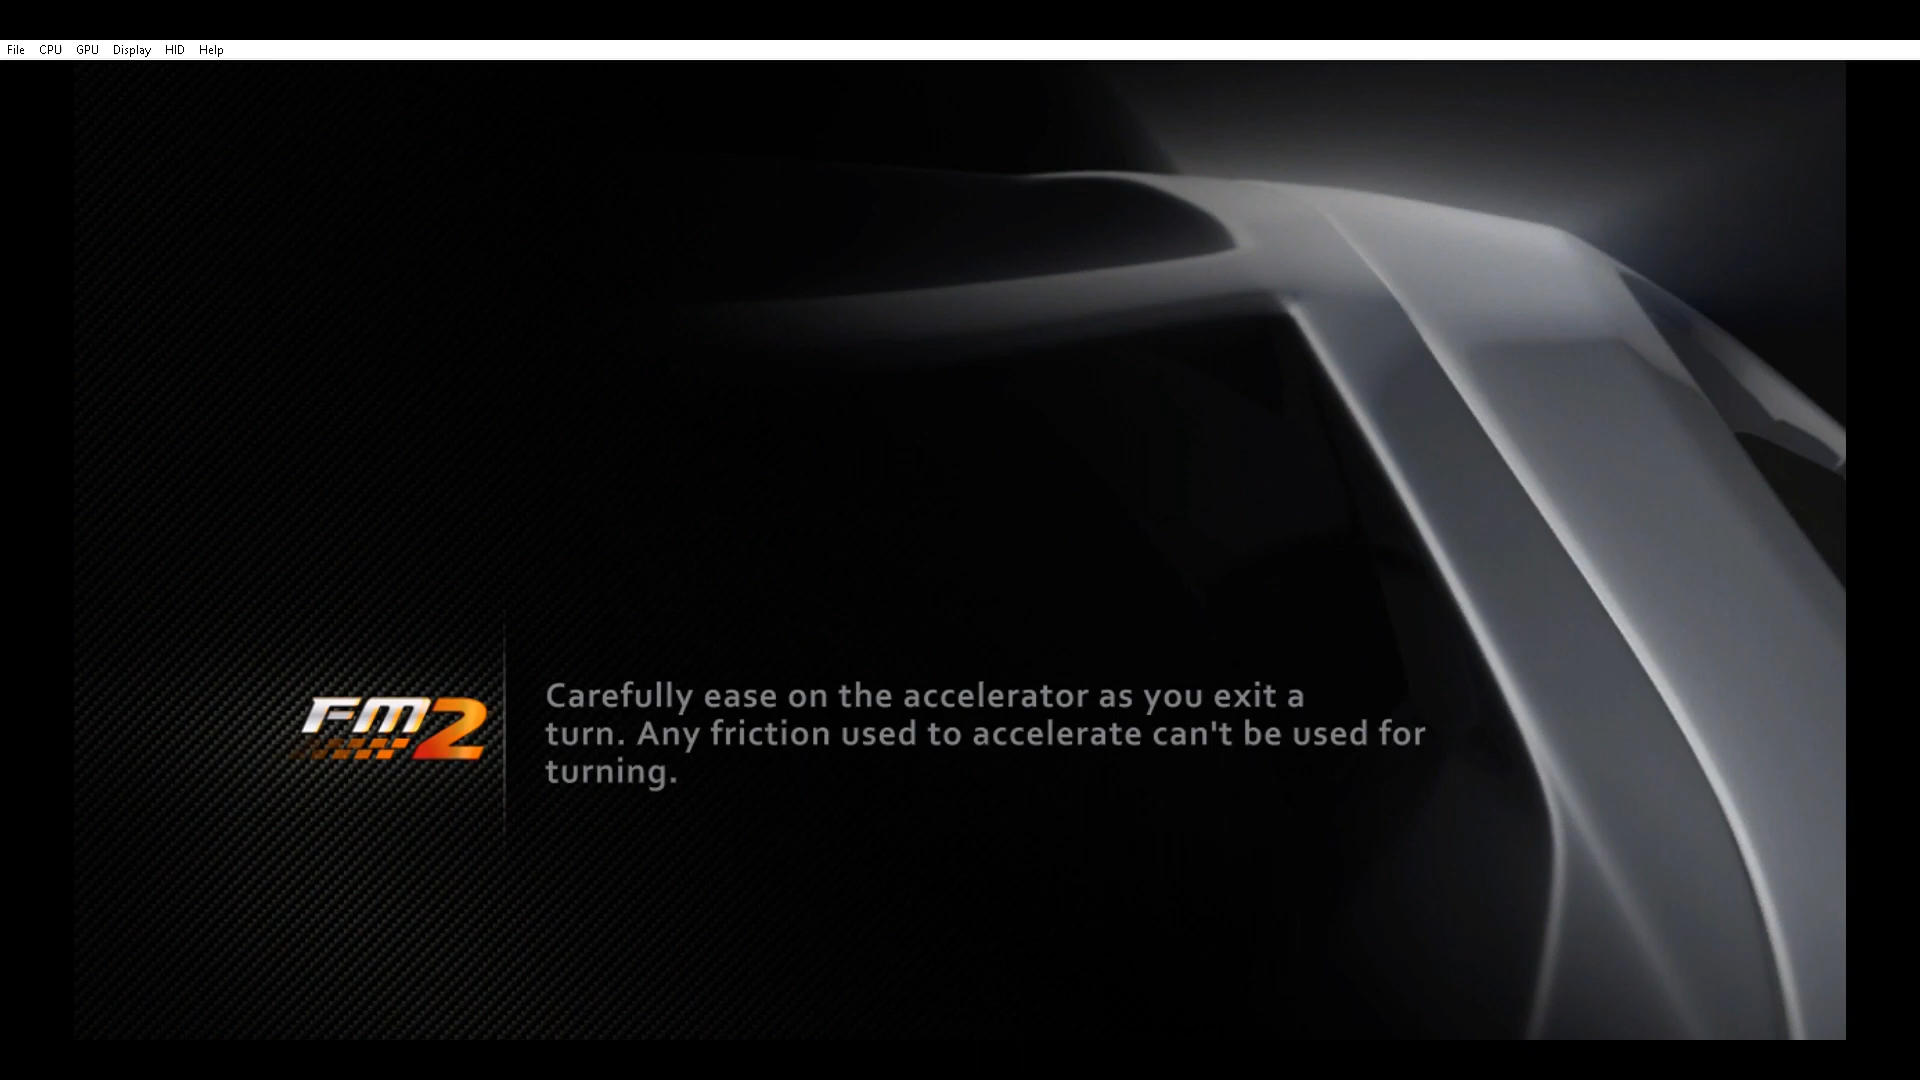 File CPU GPU Display HID Help
FM2
Carefully ease on the accelerator as you exit a
turn. Any friction used to accelerate can't be used for
turning.